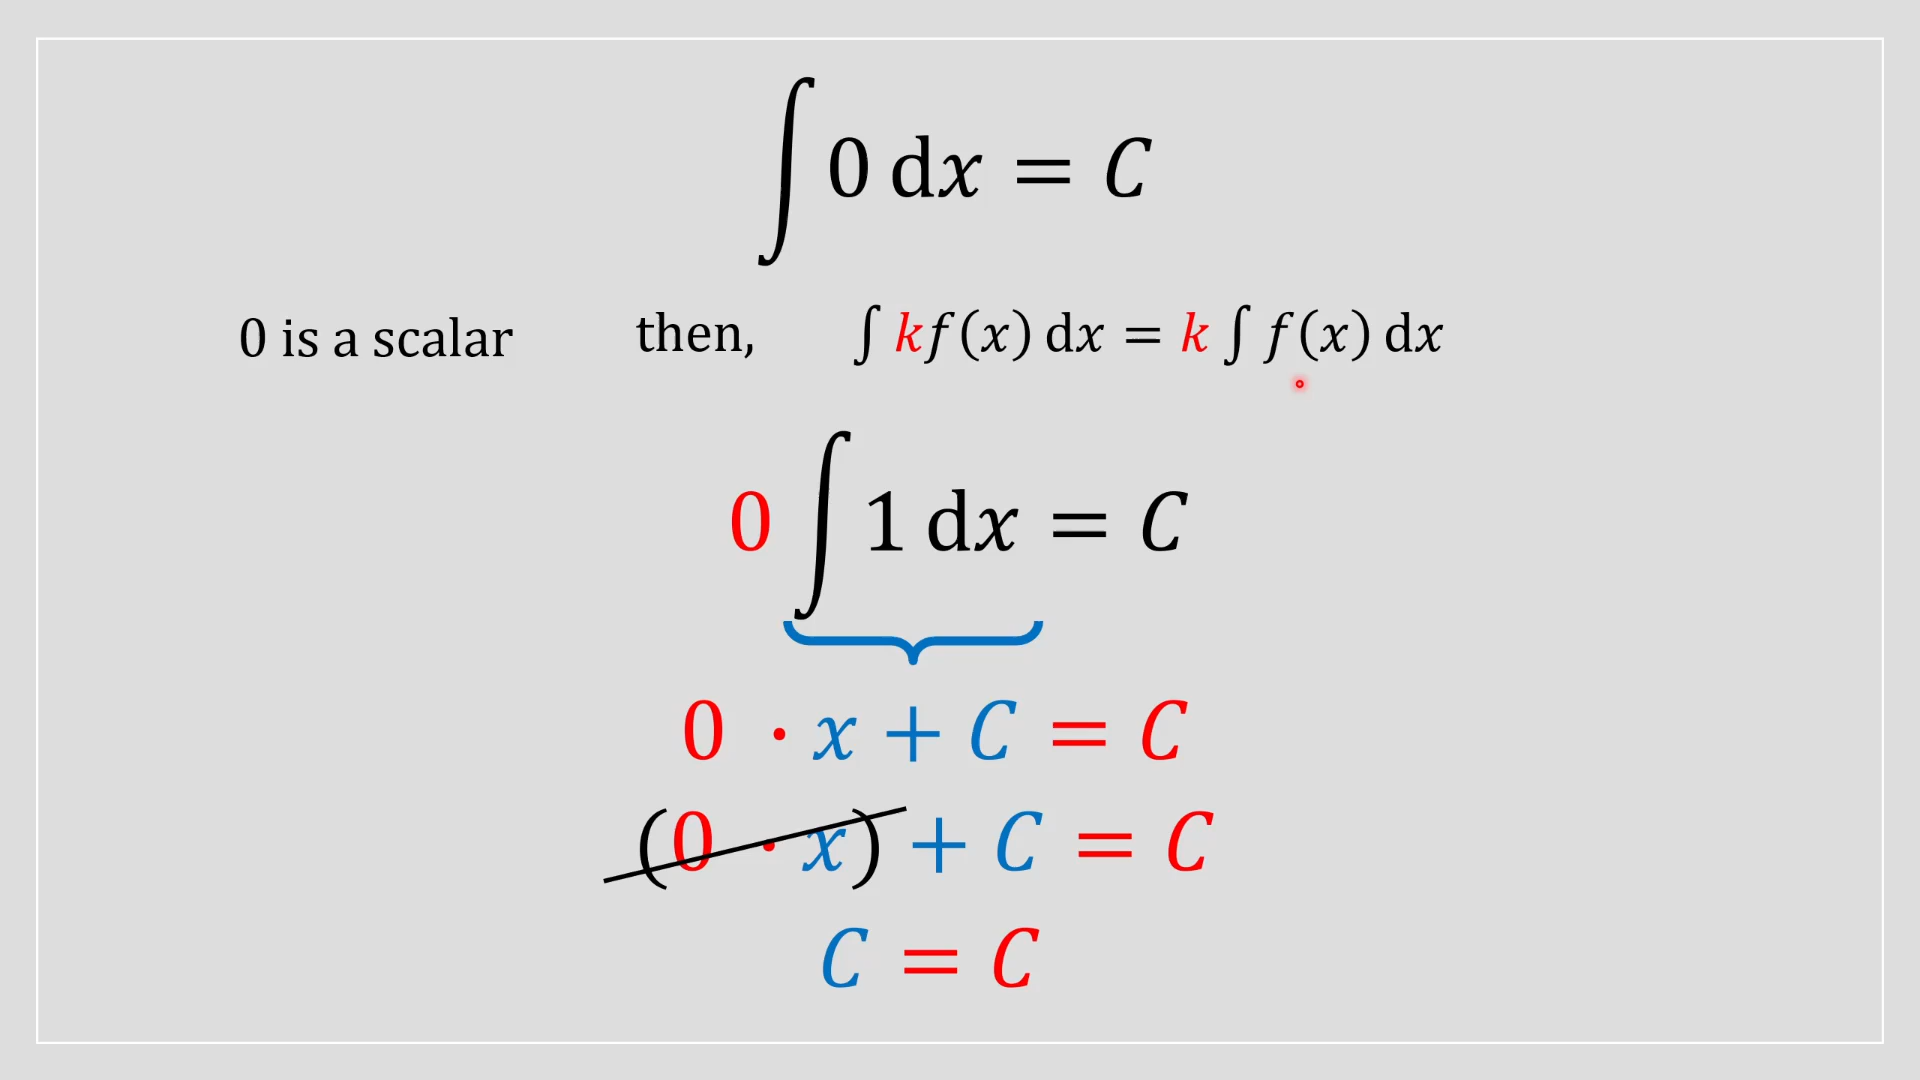 ∫ 0 dx = C
0 is a scalar then, ∫ kf(x) dx = k ∫ f(x) dx
0 ∫ 1 dx = C
0 · x + C = C
(0 · x) + C = C
C = C